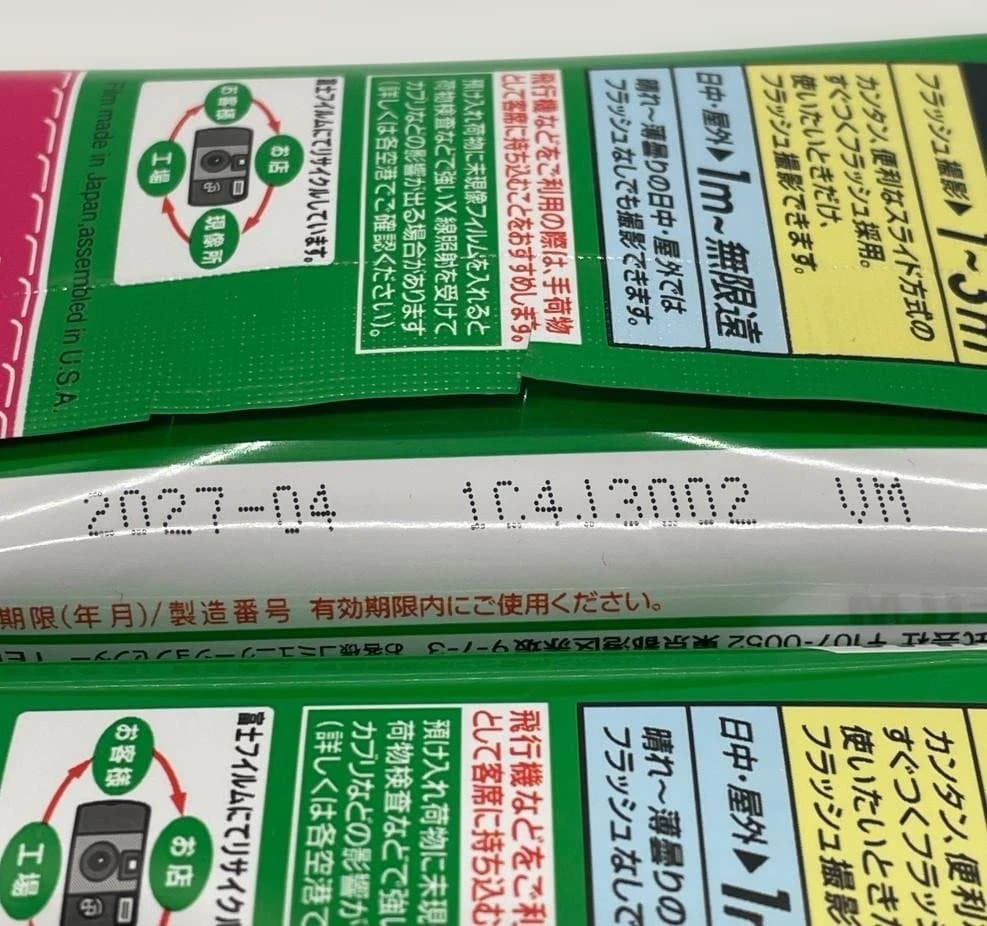 Film made in Japan,assembled in U.S.A.
富士フイルムにてリサイクルしています。
お客様
お店
現像所
工場
飛行機などをご利用の際は、手荷物
として客席に持ち込むことをおすすめします。
預け入れ荷物に未現像フィルムを入れると
荷物検査などで強いX線照射を受けて
カブリなどの影響が出る場合があります
(詳しくは各空港でご確認ください)。
日中・屋外▶1m~無限遠
晴れ~薄曇りの日中・屋外では
フラッシュなしでも撮影できます。
フラッシュ撮影▶1~3m
カンタン、便利なスライド方式の
すぐつくフラッシュ採用。
使いたいときだけ、
フラッシュ撮影できます。
2027-04 1C4J3002 VM
期限(年月)/製造番号 有効期限内にご使用ください。
〒107-0052 東京都港区赤坂9-7-3
富士フイルムにてリサイクル
お客様
お店
工場
飛行機などをご利
として客席に持ち込む
預け入れ荷物に未現
荷物検査などで強い
カブリなどの影響が
(詳しくは各空港で
日中・屋外▶1m
晴れ~薄曇りの
フラッシュなしで
カンタン、便利
すぐつくフラッシ
使いたいときだ
フラッシュ撮影